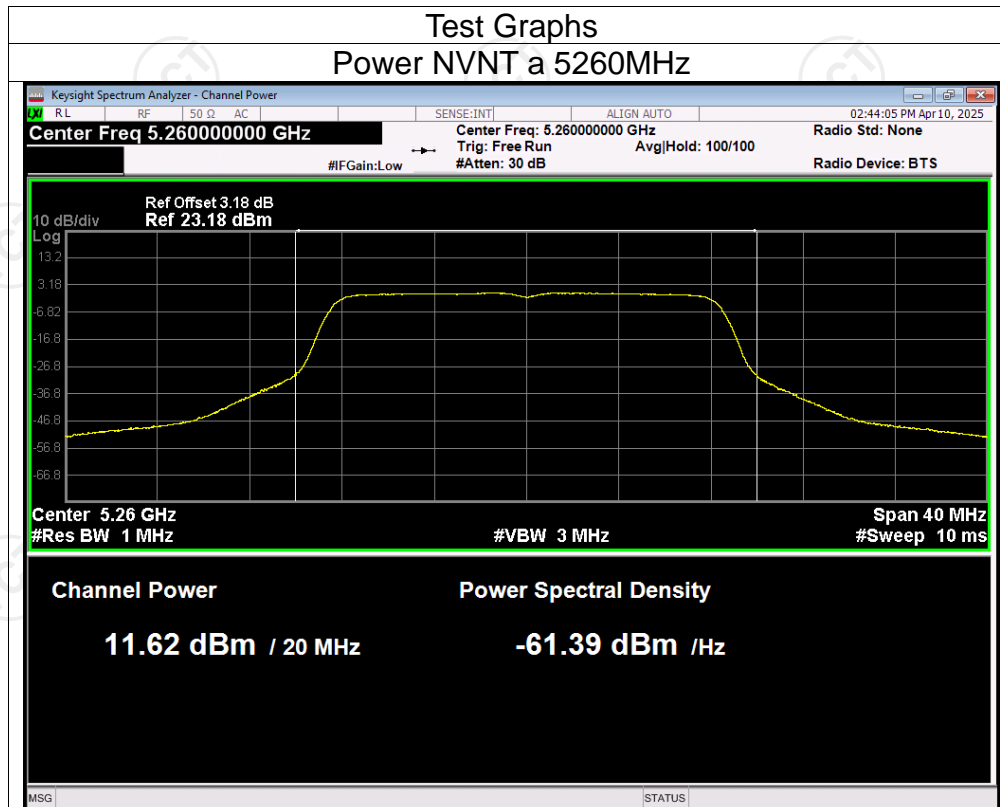 Test Graphs
Power NVNT a 5260MHz
Keysight Spectrum Analyzer - Channel Power
LXI RL RF 50 Ω AC SENSE:INT ALIGN AUTO 02:44:05 PM Apr 10, 2025
Center Freq 5.260000000 GHz Center Freq: 5.260000000 GHz Radio Std: None
Trig: Free Run Avg|Hold: 100/100
#IFGain:Low #Atten: 30 dB Radio Device: BTS
Ref Offset 3.18 dB
10 dB/div Ref 23.18 dBm
Log
13.2
3.18
-6.82
-16.8
-26.8
-36.8
-46.8
-56.8
-66.8
Center 5.26 GHz Span 40 MHz
#Res BW 1 MHz #VBW 3 MHz #Sweep 10 ms
Channel Power Power Spectral Density
11.62 dBm / 20 MHz -61.39 dBm /Hz
MSG STATUS